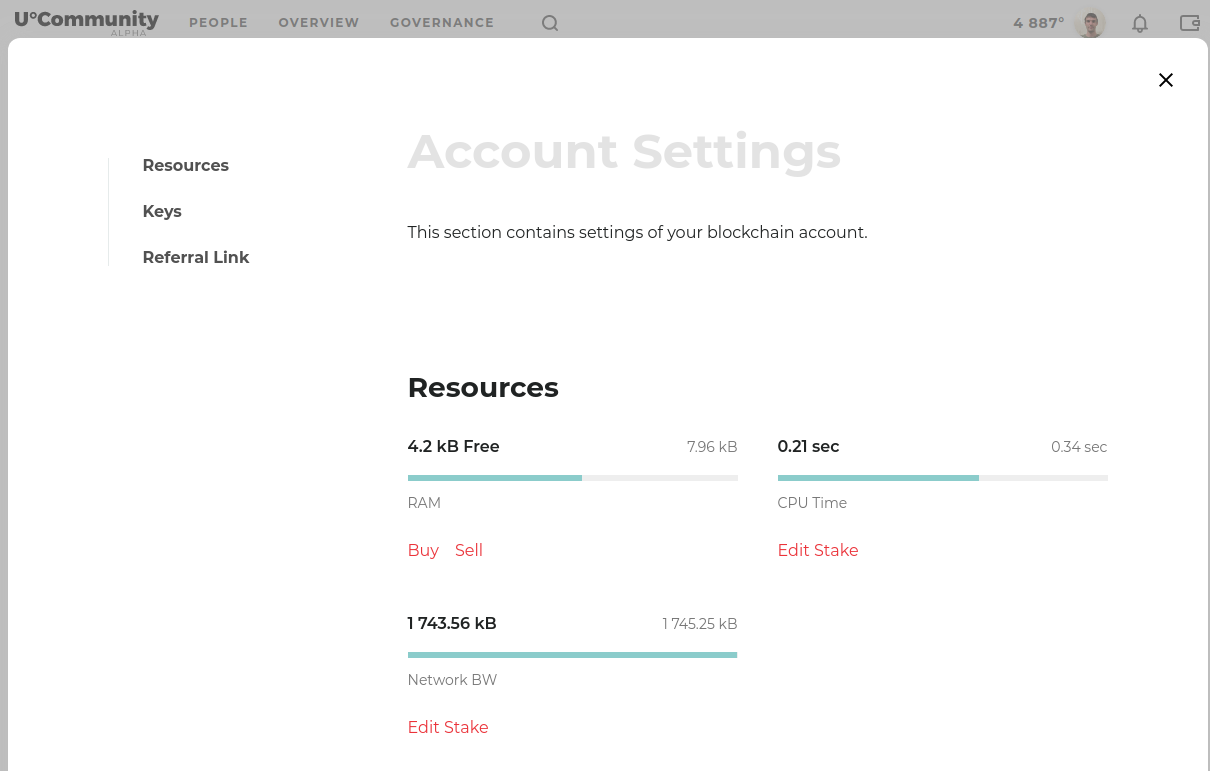 U°Community
ALPHA
PEOPLE OVERVIEW GOVERNANCE
4 887°
Resources
Keys
Referral Link
Account Settings
This section contains settings of your blockchain account.
Resources
4.2 kB Free 7.96 kB
RAM
Buy Sell
0.21 sec 0.34 sec
CPU Time
Edit Stake
1 743.56 kB 1 745.25 kB
Network BW
Edit Stake